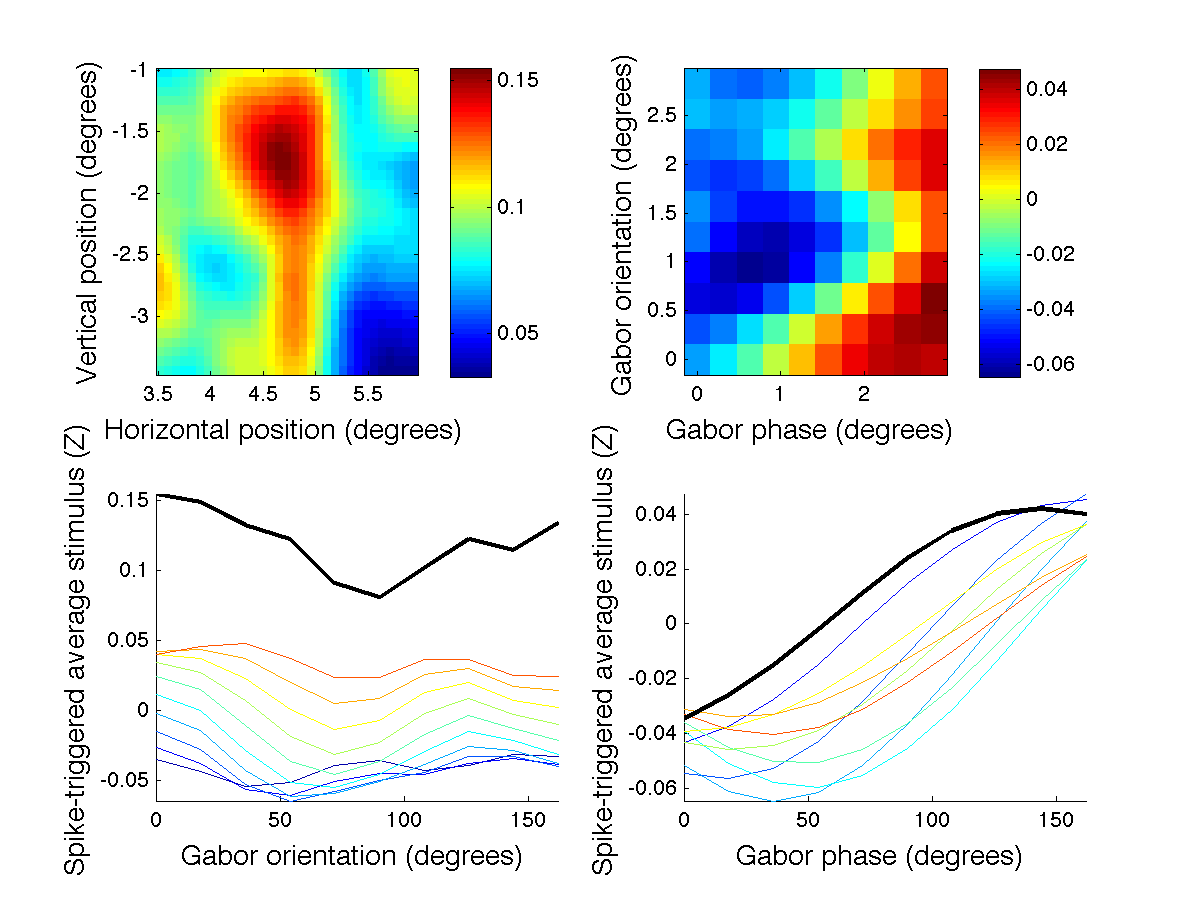 Vertical position (degrees)
-1
-1.5
-2
-2.5
-3
3.5 4 4.5 5 5.5
Horizontal position (degrees)
0.15
0.1
0.05
Gabor orientation (degrees)
2.5
2
1.5
1
0.5
0
0 1 2
Gabor phase (degrees)
0.04
0.02
0
-0.02
-0.04
-0.06
Spike-triggered average stimulus (Z)
0.15
0.1
0.05
0
-0.05
0 50 100 150
Gabor orientation (degrees)
Spike-triggered average stimulus (Z)
0.04
0.02
0
-0.02
-0.04
-0.06
0 50 100 150
Gabor phase (degrees)